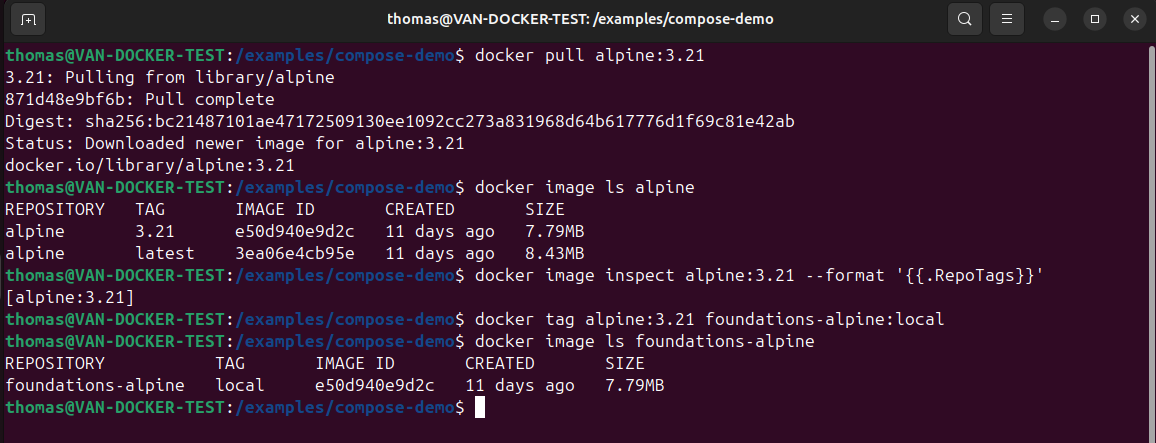 thomas@VAN-DOCKER-TEST: /examples/compose-demo
thomas@VAN-DOCKER-TEST:/examples/compose-demo$ docker pull alpine:3.21
3.21: Pulling from library/alpine
871d48e9bf6b: Pull complete
Digest: sha256:bc21487101ae47172509130ee1092cc273a831968d64b617776d1f69c81e42ab
Status: Downloaded newer image for alpine:3.21
docker.io/library/alpine:3.21
thomas@VAN-DOCKER-TEST:/examples/compose-demo$ docker image ls alpine
REPOSITORY   TAG       IMAGE ID       CREATED       SIZE
alpine       3.21      e50d940e9d2c   11 days ago   7.79MB
alpine       latest    3ea06e4cb95e   11 days ago   8.43MB
thomas@VAN-DOCKER-TEST:/examples/compose-demo$ docker image inspect alpine:3.21 --format '{{.RepoTags}}'
[alpine:3.21]
thomas@VAN-DOCKER-TEST:/examples/compose-demo$ docker tag alpine:3.21 foundations-alpine:local
thomas@VAN-DOCKER-TEST:/examples/compose-demo$ docker image ls foundations-alpine
REPOSITORY           TAG       IMAGE ID       CREATED       SIZE
foundations-alpine   local     e50d940e9d2c   11 days ago   7.79MB
thomas@VAN-DOCKER-TEST:/examples/compose-demo$